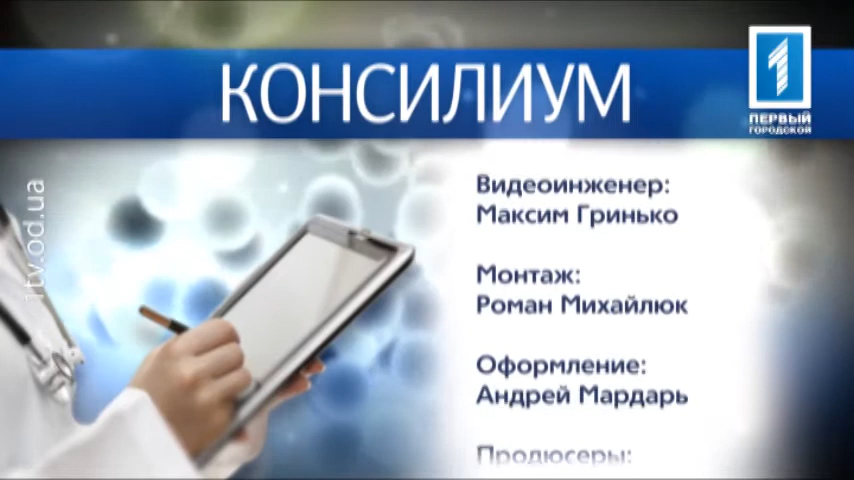 КОНСИЛИУМ
1
ПЕРВЫЙ
ГОРОДСКОЙ
1tv.od.ua
Видеоинженер:
Максим Гринько
Монтаж:
Роман Михайлюк
Оформление:
Андрей Мардарь
Продюсеры: